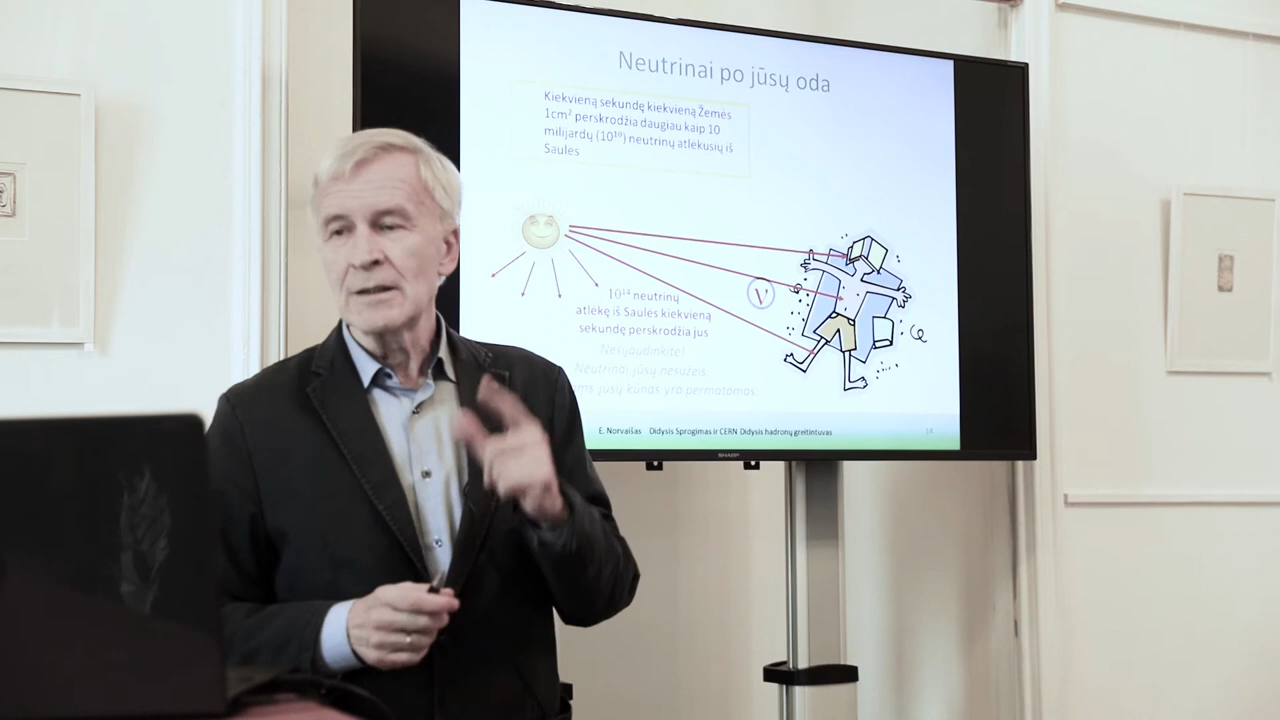 Neutrinai po jūsų oda
Kiekvieną sekundę kiekvieną Žemės
1cm² perskrodžia daugiau kaip 10
milijardų (10¹⁰) neutrinų atlekusių iš
Saulės
ν
neutrinų
atlėkę iš Saulės kiekvieną
sekundę perskrodžia jus
Nesijaudinkite!
Neutrinai jūsų nesužeis.
jūsų kūnas yra permatomas
E. Norvaišas Didysis Sprogimas ir CERN Didysis hadronų greitintuvas
14
SHARP